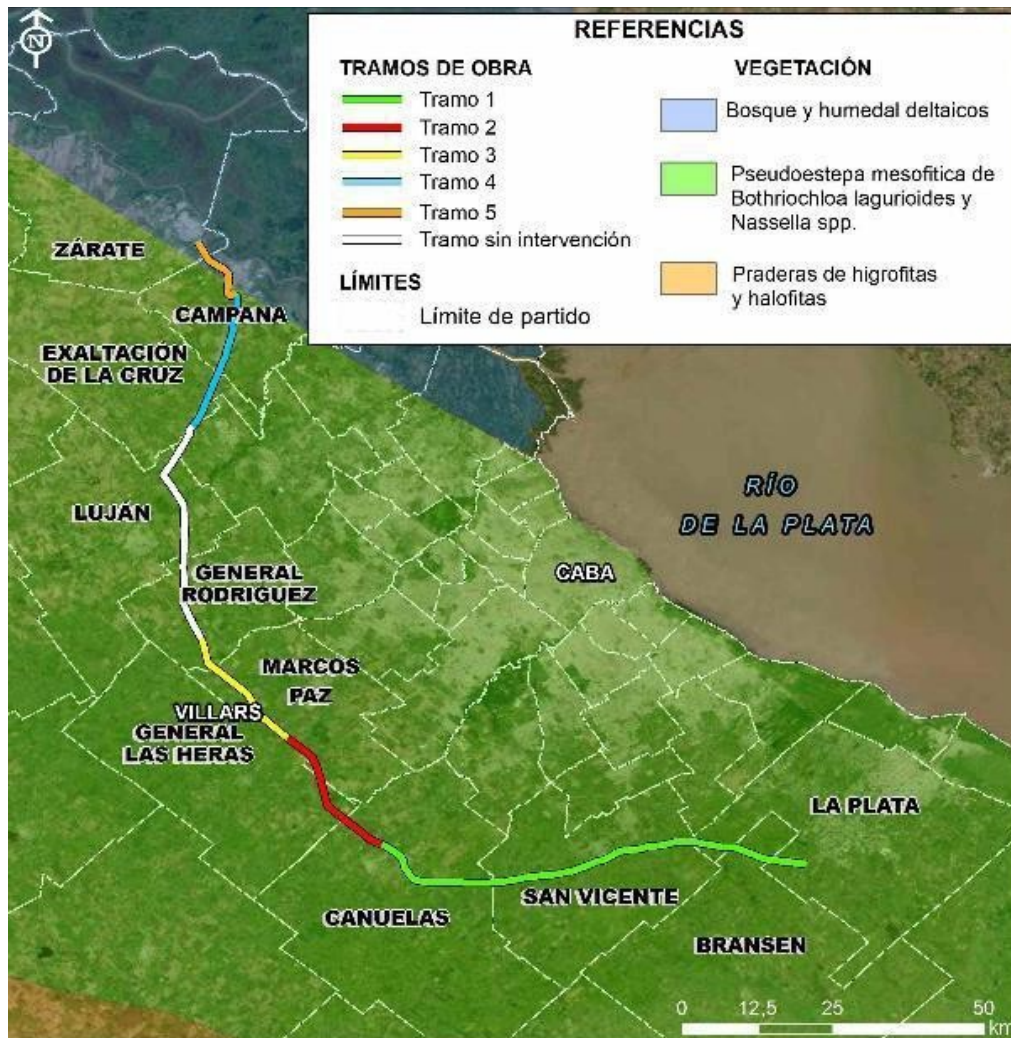 N
REFERENCIAS
TRAMOS DE OBRA
Tramo 1
Tramo 2
Tramo 3
Tramo 4
Tramo 5
Tramo sin intervención
LÍMITES
Límite de partido
VEGETACIÓN
Bosque y humedal deltaicos
Pseudoestepa mesofitica de
Bothriochloa lagurioides y
Nassella spp.
Praderas de higrofitas
y halofitas
ZÁRATE
CAMPANA
EXALTACIÓN
DE LA CRUZ
LUJÁN
RÍO
DE LA PLATA
GENERAL
RODRIGUEZ
CABA
MARCOS
PAZ
VILLARS
GENERAL
LAS HERAS
LA PLATA
SAN VICENTE
CANUELAS
BRANSEN
0 12,5 25 50
km